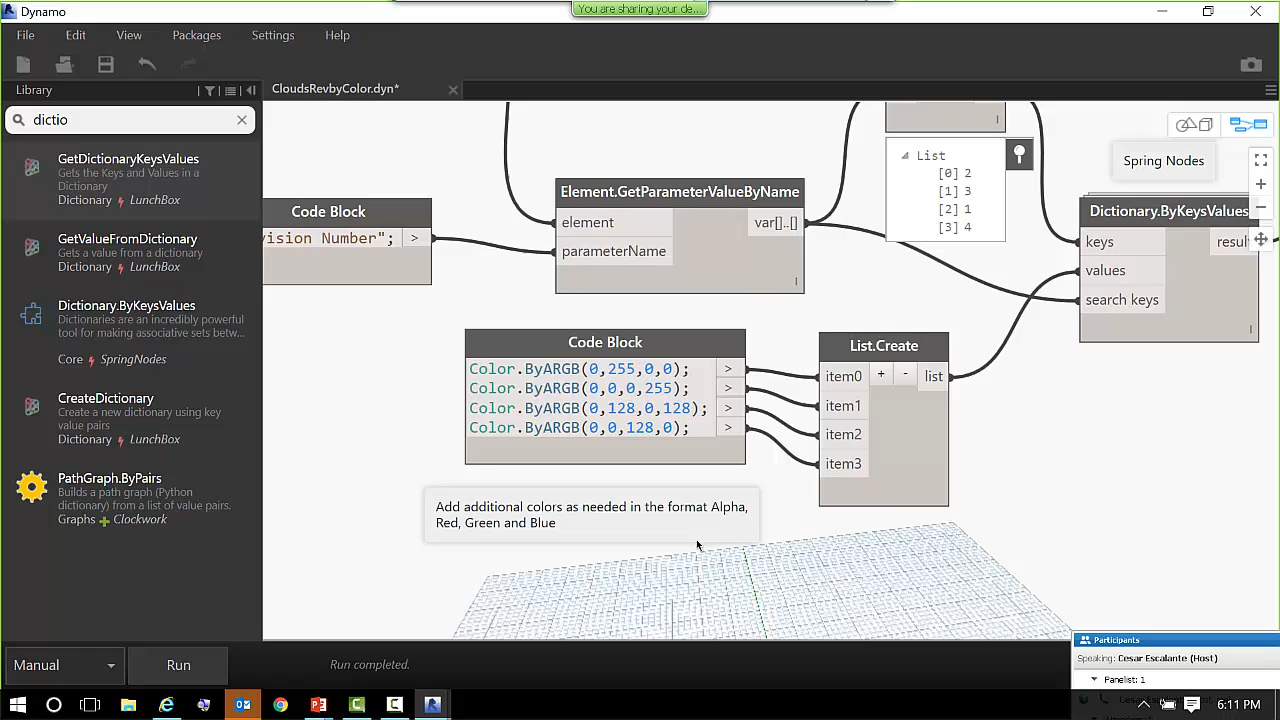 Dynamo
You are sharing your de...
File Edit View Packages Settings Help
Library
CloudsRevbyColor.dyn*
dictio
GetDictionaryKeysValues
Gets the Keys and Values in a
Dictionary
Dictionary LunchBox
GetValueFromDictionary
Gets a value from a dictionary
Dictionary LunchBox
Dictionary.ByKeysValues
Dictionaries are an incredibly powerful
tool for making associative sets betw...
Core SpringNodes
CreateDictionary
Create a new dictionary using key
value pairs
Dictionary LunchBox
PathGraph.ByPairs
Builds a path graph (Python
dictionary) from a list of value pairs.
Graphs Clockwork
Code Block
ision Number"; >
Element.GetParameterValueByName
element var[]..[]
parameterName
List
[0] 2
[1] 3
[2] 1
[3] 4
Spring Nodes
Dictionary.ByKeysValues
keys resul
values
search keys
Code Block
Color.ByARGB(0,255,0,0); >
Color.ByARGB(0,0,0,255); >
Color.ByARGB(0,128,0,128); >
Color.ByARGB(0,0,128,0); >
List.Create
item0 + - list
item1
item2
item3
Add additional colors as needed in the format Alpha,
Red, Green and Blue
Manual Run Run completed.
Participants
Speaking: Cesar Escalante (Host)
Panelist: 1
6:11 PM